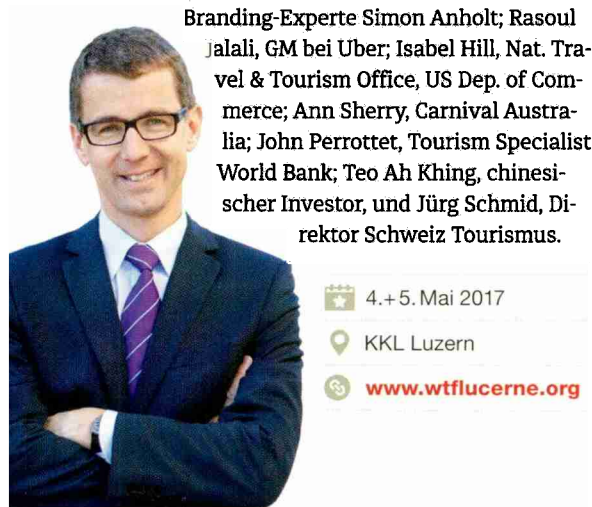 Branding-Experte Simon Anholt; Rasoul
Jalali, GM bei Uber; Isabel Hill, Nat. Tra-
vel & Tourism Office, US Dep. of Com-
merce; Ann Sherry, Carnival Austra-
lia; John Perrottet, Tourism Specialist
World Bank; Teo Ah Khing, chinesi-
scher Investor, und Jürg Schmid, Di-
rektor Schweiz Tourismus.
4.+5. Mai 2017
KKL Luzern
www.wtflucerne.org